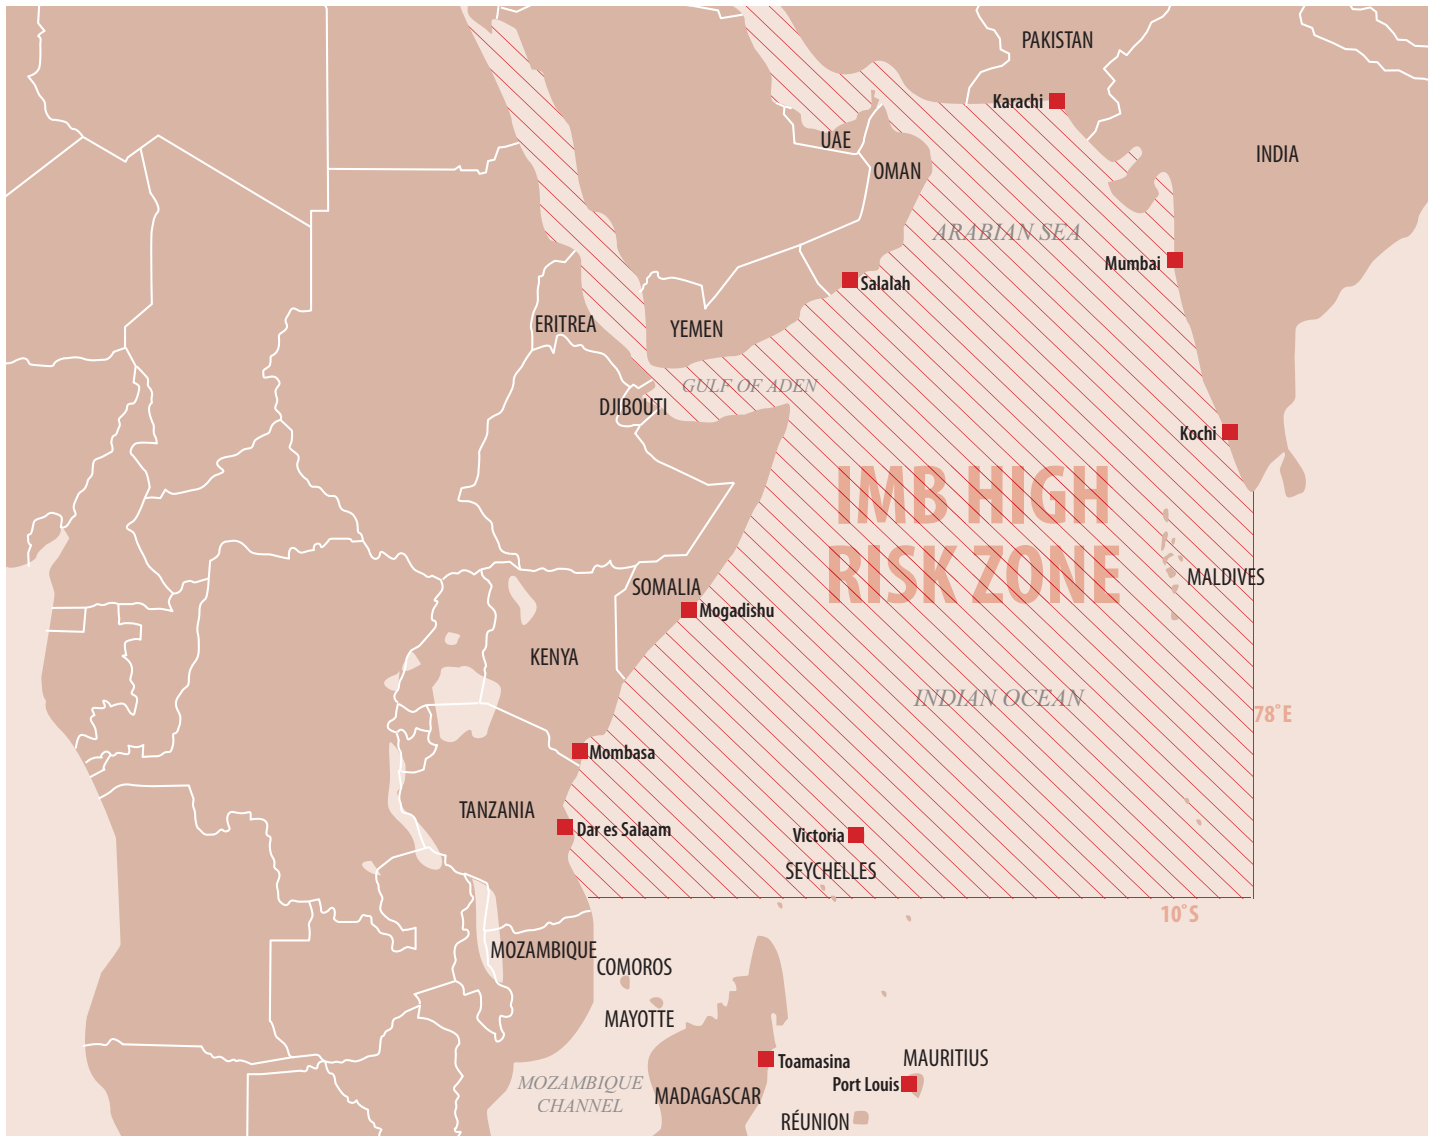 PAKISTAN
Karachi
UAE
INDIA
OMAN
ARABIAN SEA
Mumbai
Salalah
ERITREA
YEMEN
GULF OF ADEN
DJIBOUTI
Kochi
IMB HIGH
RISK ZONE
MALDIVES
SOMALIA
Mogadishu
KENYA
INDIAN OCEAN
78°E
Mombasa
TANZANIA
Dar es Salaam
Victoria
SEYCHELLES
10°S
MOZAMBIQUE
COMOROS
MAYOTTE
Toamasina
MAURITIUS
Port Louis
MOZAMBIQUE
CHANNEL
MADAGASCAR
RÉUNION